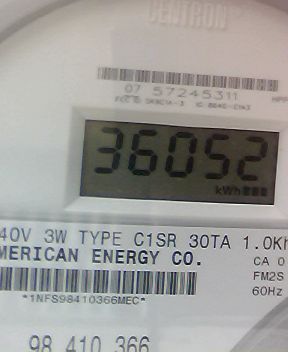 CENTRON
07 57245311
36052
kWh
40V 3W TYPE C1SR 30TA 1.0Kh
MERICAN ENERGY CO.
CA 0
FM2S
60Hz
*1NFS98410366MEC*
98 410 366